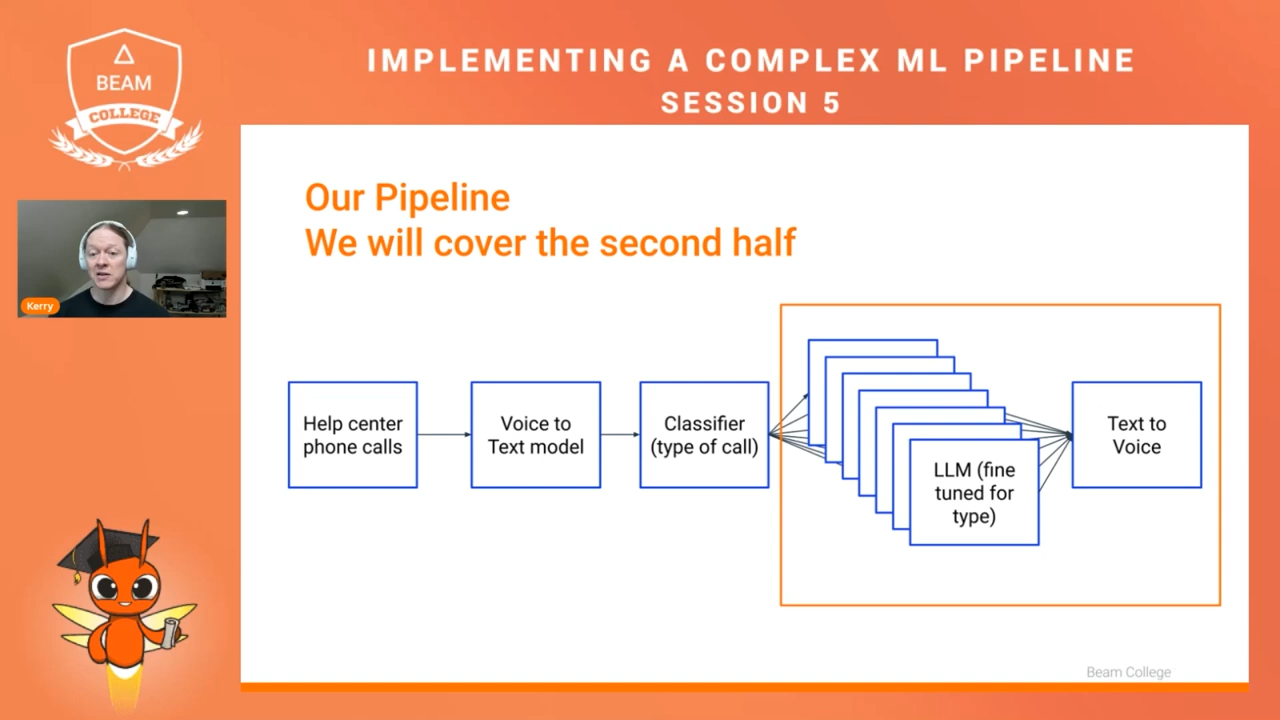 IMPLEMENTING A COMPLEX ML PIPELINE
SESSION 5
BEAM
COLLEGE
Kerry
Our Pipeline
We will cover the second half
Help center
phone calls
Voice to
Text model
Classifier
(type of call)
LLM (fine
tuned for
type)
Text to
Voice
Beam College